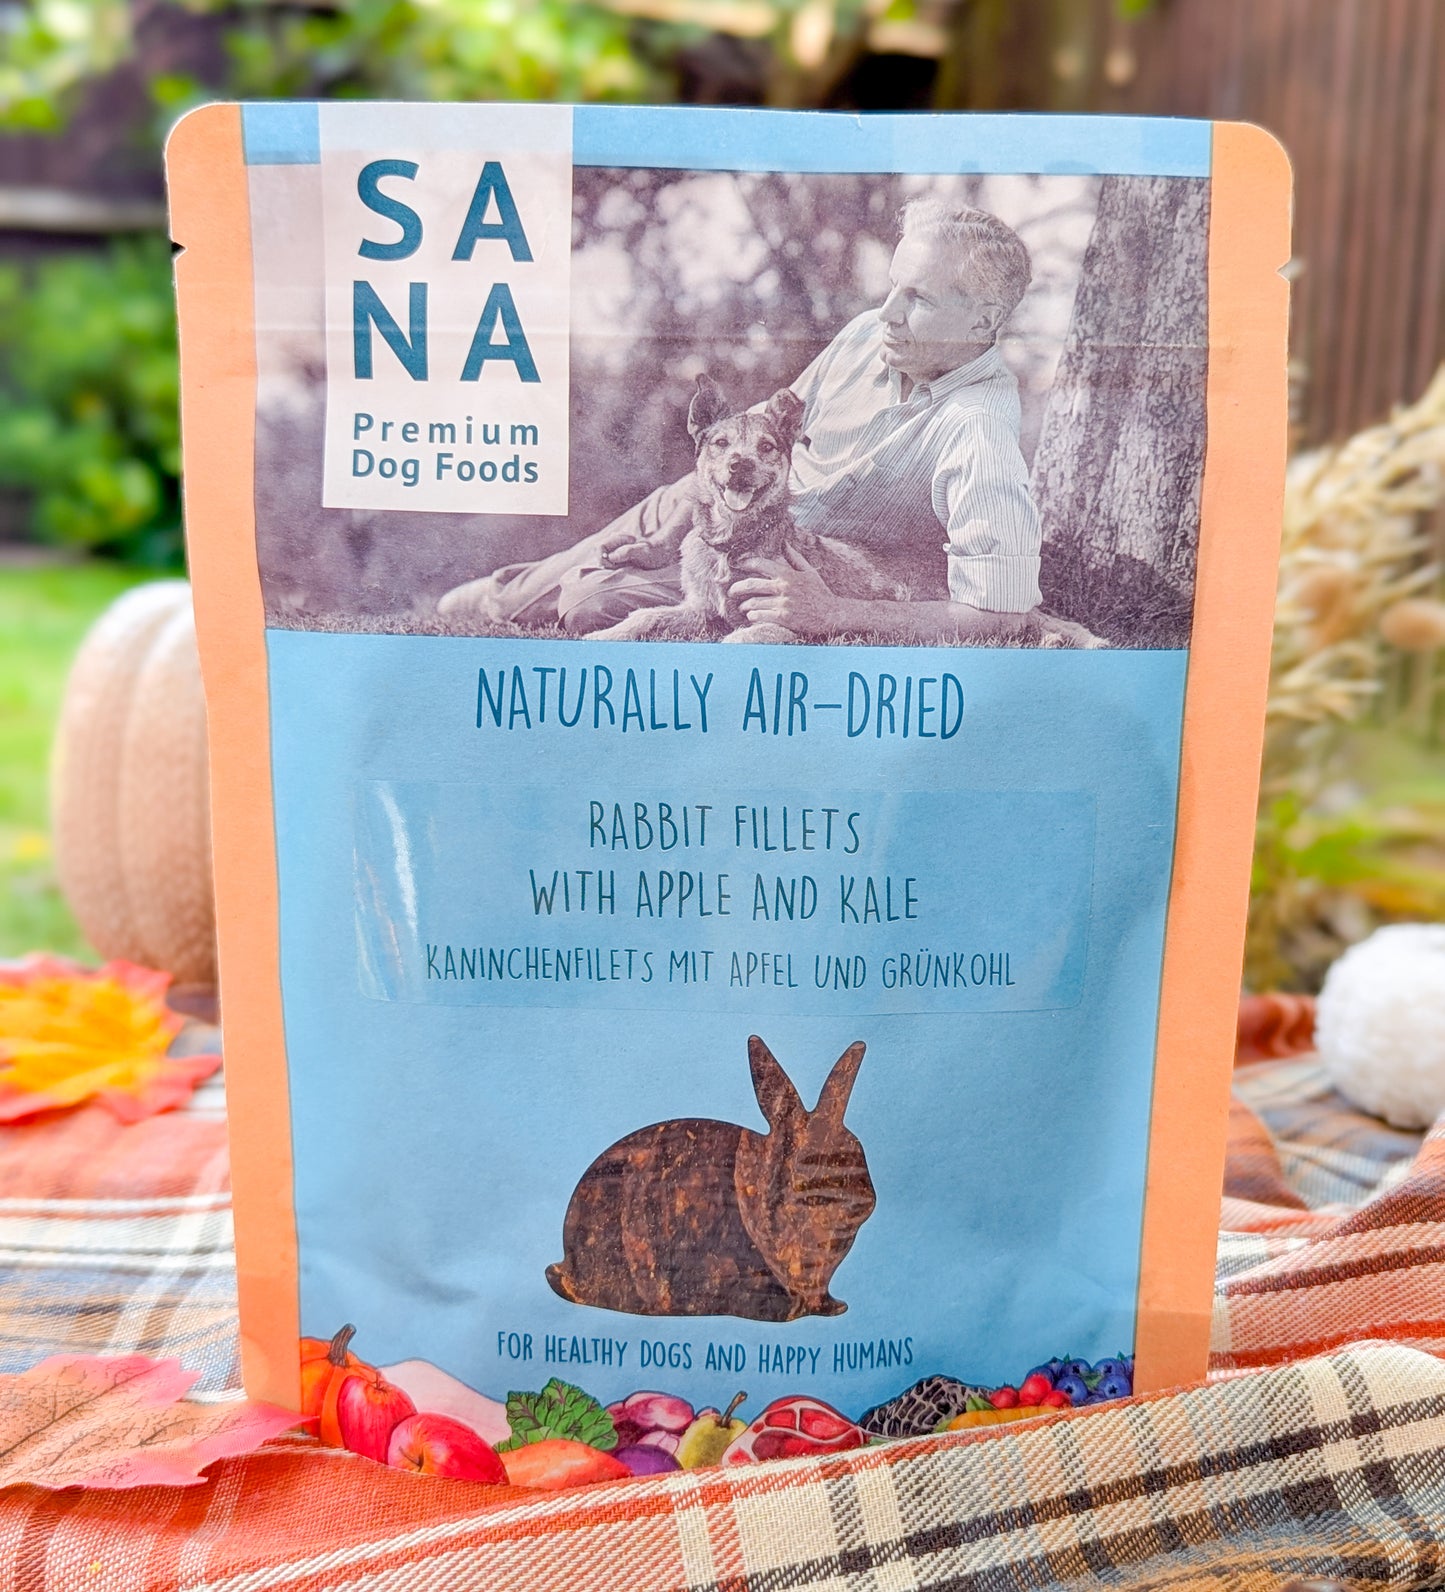 SA
NA
Premium
Dog Foods
NATURALLY AIR-DRIED
RABBIT FILLETS
WITH APPLE AND KALE
KANINCHENFILETS MIT APFEL UND GRÜNKOHL
FOR HEALTHY DOGS AND HAPPY HUMANS